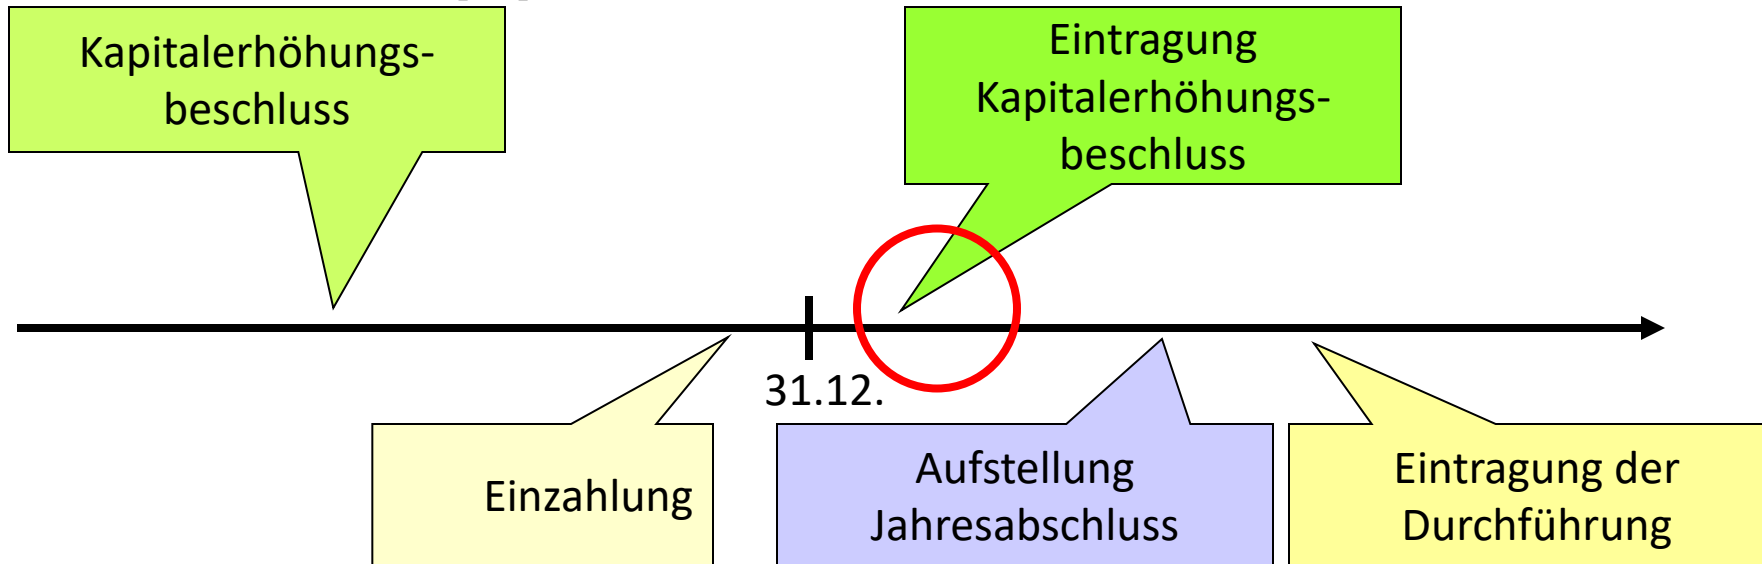 Kapitalerhöhungs-
beschluss
Eintragung
Kapitalerhöhungs-
beschluss
31.12.
Einzahlung
Aufstellung
Jahresabschluss
Eintragung der
Durchführung